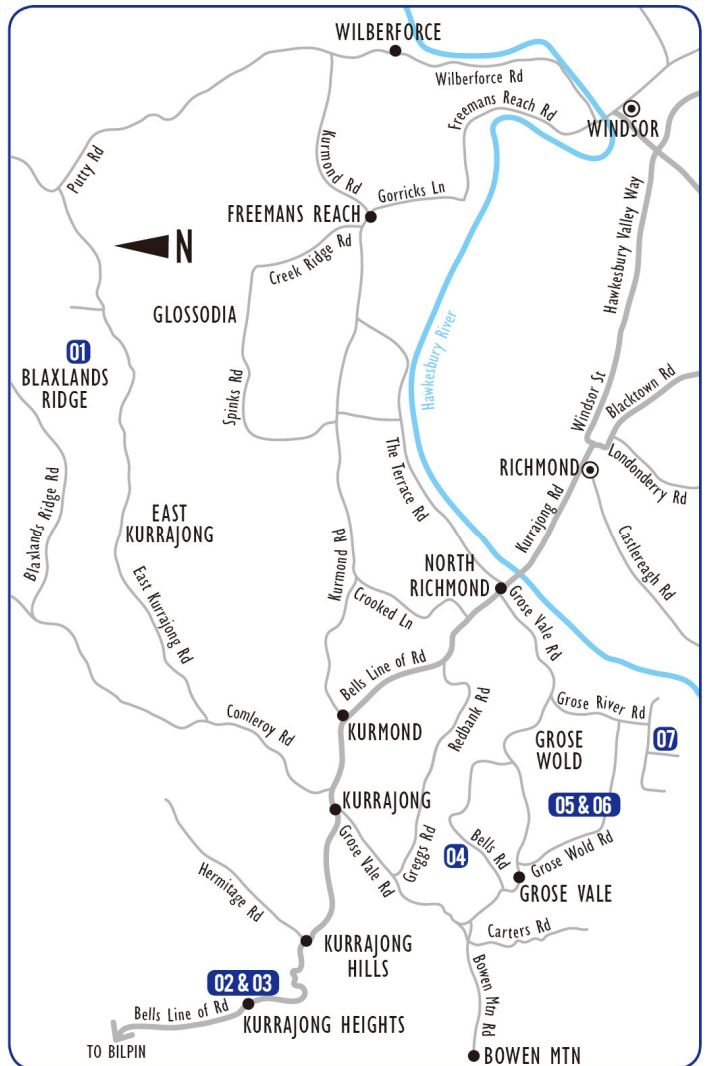 WILBERFORCE
Wilberforce Rd
Freemans Reach Rd
WINDSOR
Putty Rd
Kurmond Rd
Gorricks Ln
FREEMANS REACH
Creek Ridge Rd
N
Hawkesbury Valley Way
GLOSSODIA
Hawkesbury River
01
BLAXLANDS
RIDGE
Spinks Rd
Windsor St
Blacktown Rd
The Terrace Rd
RICHMOND
Londonderry Rd
Blaxlands Ridge Rd
EAST
KURRAJONG
Kurrajong Rd
Castlereagh Rd
Kurmond Rd
NORTH
RICHMOND
East Kurrajong Rd
Crooked Ln
Grose Vale Rd
Bells Line of Rd
Comleroy Rd
KURMOND
Redbank Rd
Grose River Rd
GROSE
WOLD
07
KURRAJONG
05 & 06
Grose Vale Rd
Greggs Rd
04
Bells Rd
Grose Wold Rd
GROSE VALE
Hermitage Rd
Carters Rd
KURRAJONG
HILLS
Bowen Mtn Rd
02 & 03
Bells Line of Rd
KURRAJONG HEIGHTS
TO BILPIN
BOWEN MTN